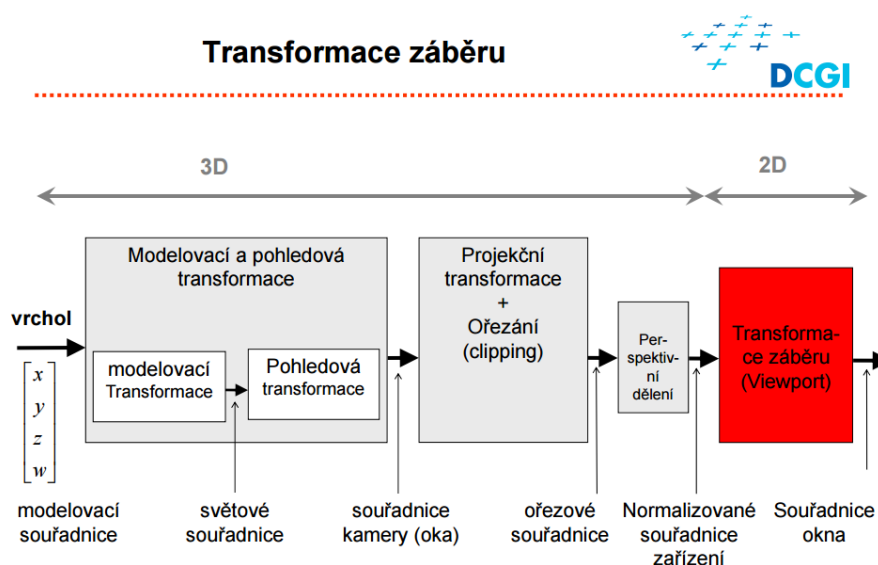 Transformace záběru
DCGI
3D
2D
Modelovací a pohledová
transformace
Projekční
transformace
+
Ořezání
(clipping)
vrchol
x
y
z
w
modelovací
Transformace
Pohledová
transformace
Per-
spektiv-
ní
dělení
Transforma-
ce záběru
(Viewport)
modelovací
souřadnice
světové
souřadnice
souřadnice
kamery (oka)
ořezové
souřadnice
Normalizované
souřadnice
zařízení
Souřadnice
okna